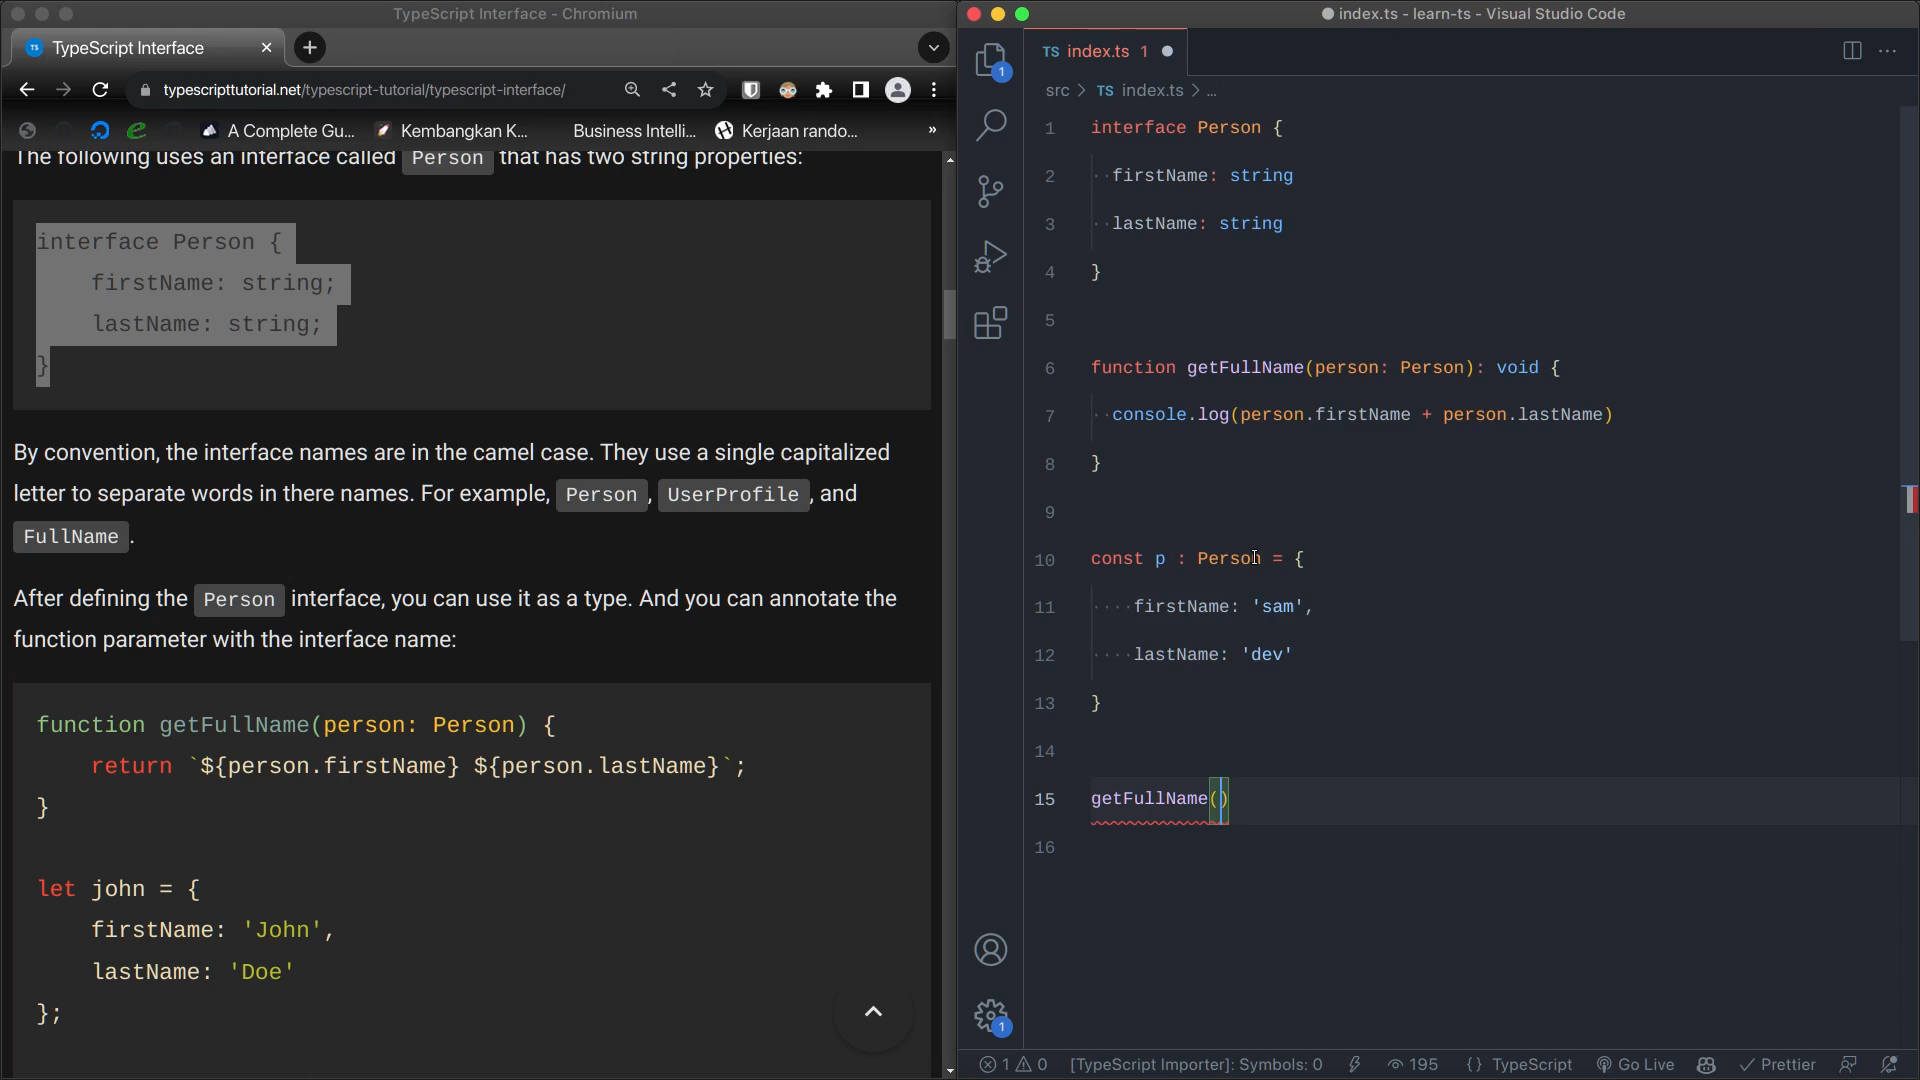 TypeScript Interface - Chromium
TypeScript Interface
typescripttutorial.net/typescript-tutorial/typescript-interface/
A Complete Gu...
Kembangkan K...
Business Intelli...
Kerjaan rando...
»
The following uses an interface called Person that has two string properties:
interface Person {
firstName: string;
lastName: string;
}
By convention, the interface names are in the camel case. They use a single capitalized
letter to separate words in there names. For example, Person, UserProfile, and
FullName.
After defining the Person interface, you can use it as a type. And you can annotate the
function parameter with the interface name:
function getFullName(person: Person) {
return `${person.firstName} ${person.lastName}`;
}
let john = {
firstName: 'John',
lastName: 'Doe'
};
index.ts - learn-ts - Visual Studio Code
TS index.ts 1
src > TS index.ts > ...
1 interface Person {
2 firstName: string
3 lastName: string
4 }
5
6 function getFullName(person: Person): void {
7 console.log(person.firstName + person.lastName)
8 }
9
10 const p : Person = {
11 firstName: 'sam',
12 lastName: 'dev'
13 }
14
15 getFullName()
16
1
1
1 0 [TypeScript Importer]: Symbols: 0 195 {} TypeScript Go Live Prettier